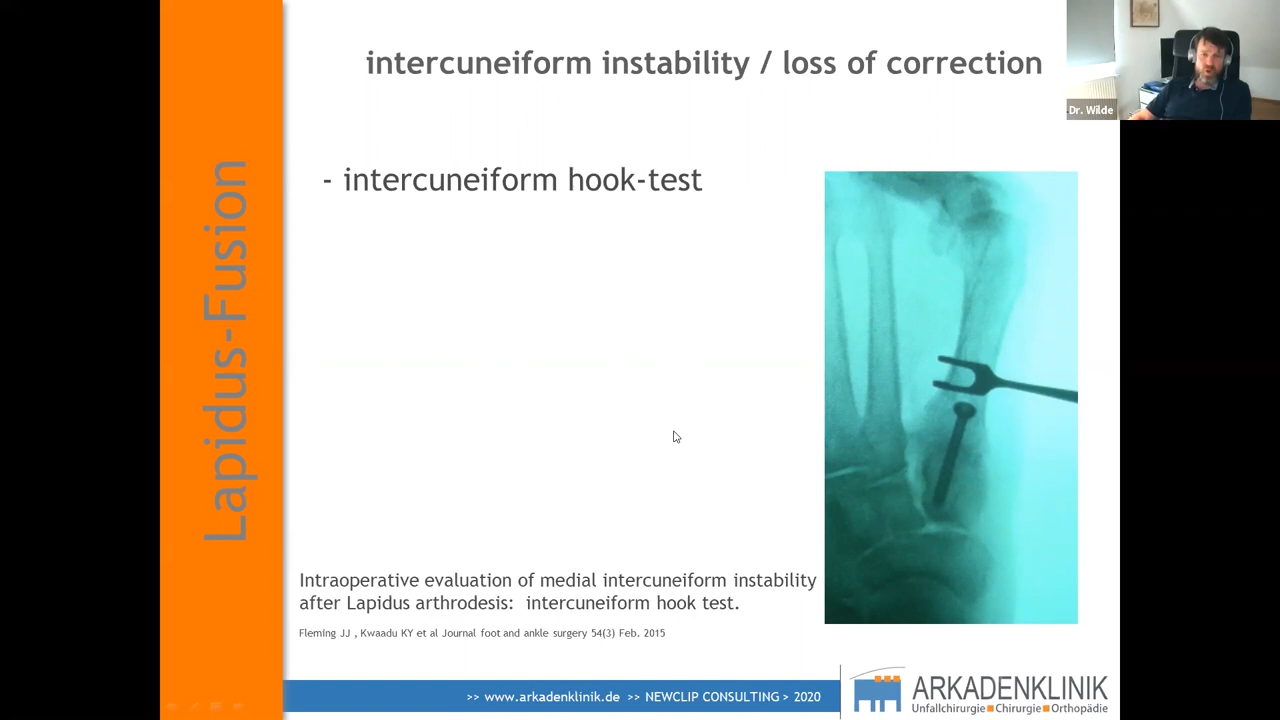 intercuneiform instability / loss of correction
Dr. Wilde
Lapidus-Fusion
- intercuneiform hook-test
Intraoperative evaluation of medial intercuneiform instability
after Lapidus arthrodesis: intercuneiform hook test.
Fleming JJ , Kwaadu KY et al Journal foot and ankle surgery 54(3) Feb. 2015
>> www.arkadenklinik.de >> NEWCLIP CONSULTING > 2020
ARKADENKLINIK
Unfallchirurgie ■ Chirurgie ■ Orthopädie